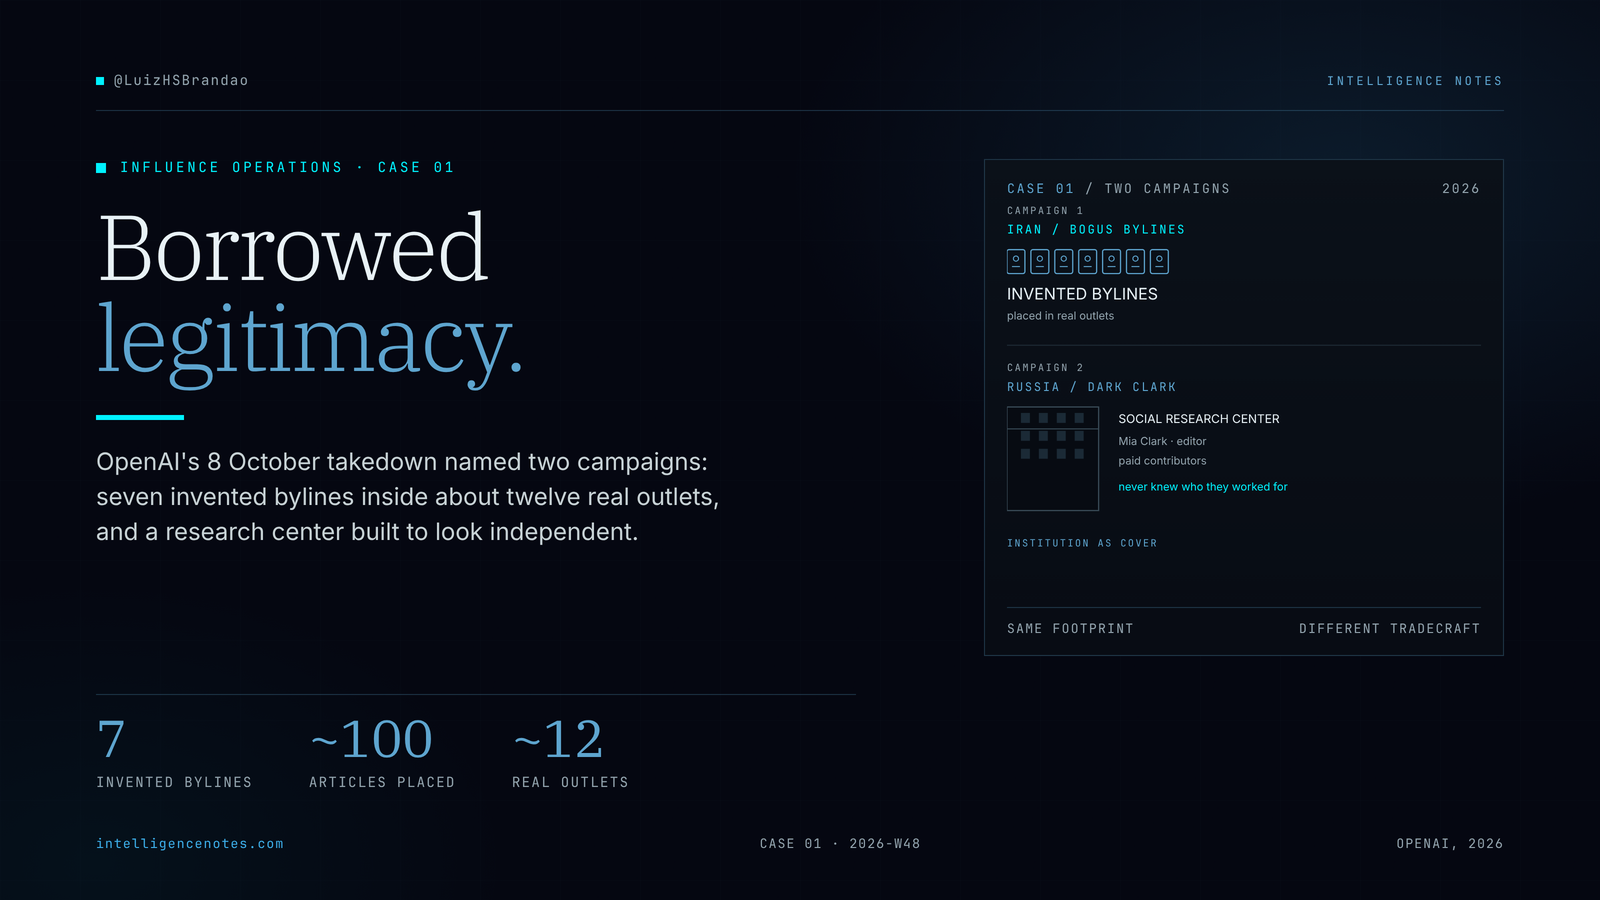 @LuizHSBrandao
INTELLIGENCE NOTES
INFLUENCE OPERATIONS · CASE 01
Borrowed
legitimacy.
OpenAI's 8 October takedown named two campaigns:
seven invented bylines inside about twelve real outlets,
and a research center built to look independent.
7
INVENTED BYLINES
~100
ARTICLES PLACED
~12
REAL OUTLETS
CASE 01 / TWO CAMPAIGNS
2026
CAMPAIGN 1
IRAN / BOGUS BYLINES
INVENTED BYLINES
placed in real outlets
CAMPAIGN 2
RUSSIA / DARK CLARK
SOCIAL RESEARCH CENTER
Mia Clark · editor
paid contributors
never knew who they worked for
INSTITUTION AS COVER
SAME FOOTPRINT
DIFFERENT TRADECRAFT
intelligencenotes.com
CASE 01 · 2026-W48
OPENAI, 2026